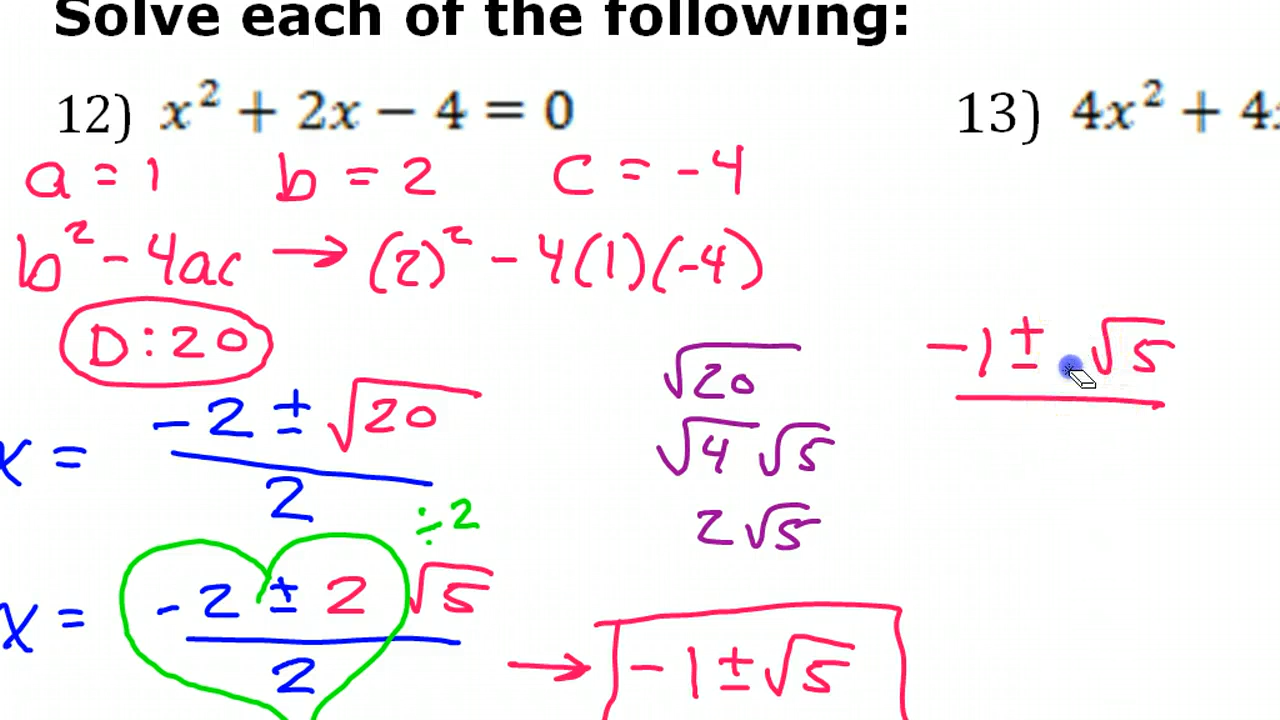 Solve each of the following:
12) x² + 2x − 4 = 0
13) 4x² + 4x
a = 1 b = 2 c = -4
b² - 4ac → (2)² - 4(1)(-4)
D : 20
-1 ± √5
√20
x = -2 ± √20
2
√4 √5
2√5
÷2
x = -2 ± 2√5
2
→ -1 ± √5